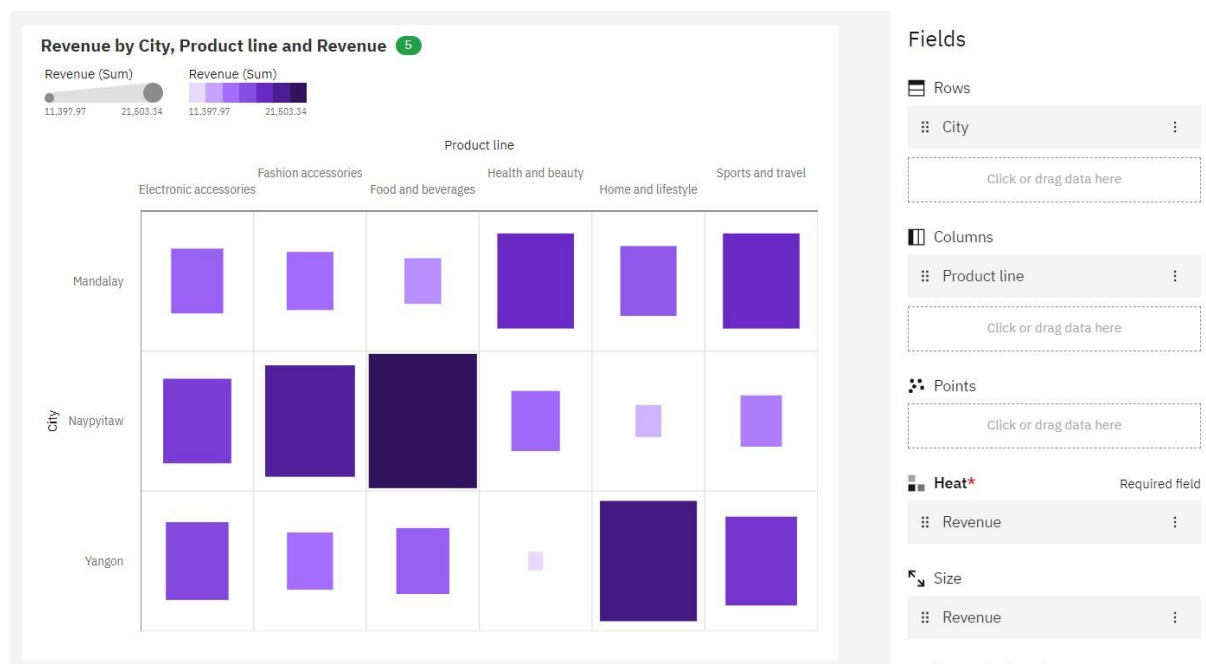 Revenue by City, Product line and Revenue 5
Revenue (Sum)
11,397.97 21,503.34
Revenue (Sum)
11,397.97 21,503.34
Product line
Electronic accessories
Fashion accessories
Food and beverages
Health and beauty
Home and lifestyle
Sports and travel
City
Mandalay
Naypyitaw
Yangon
Fields
Rows
City
Click or drag data here
Columns
Product line
Click or drag data here
Points
Click or drag data here
Heat* Required field
Revenue
Size
Revenue